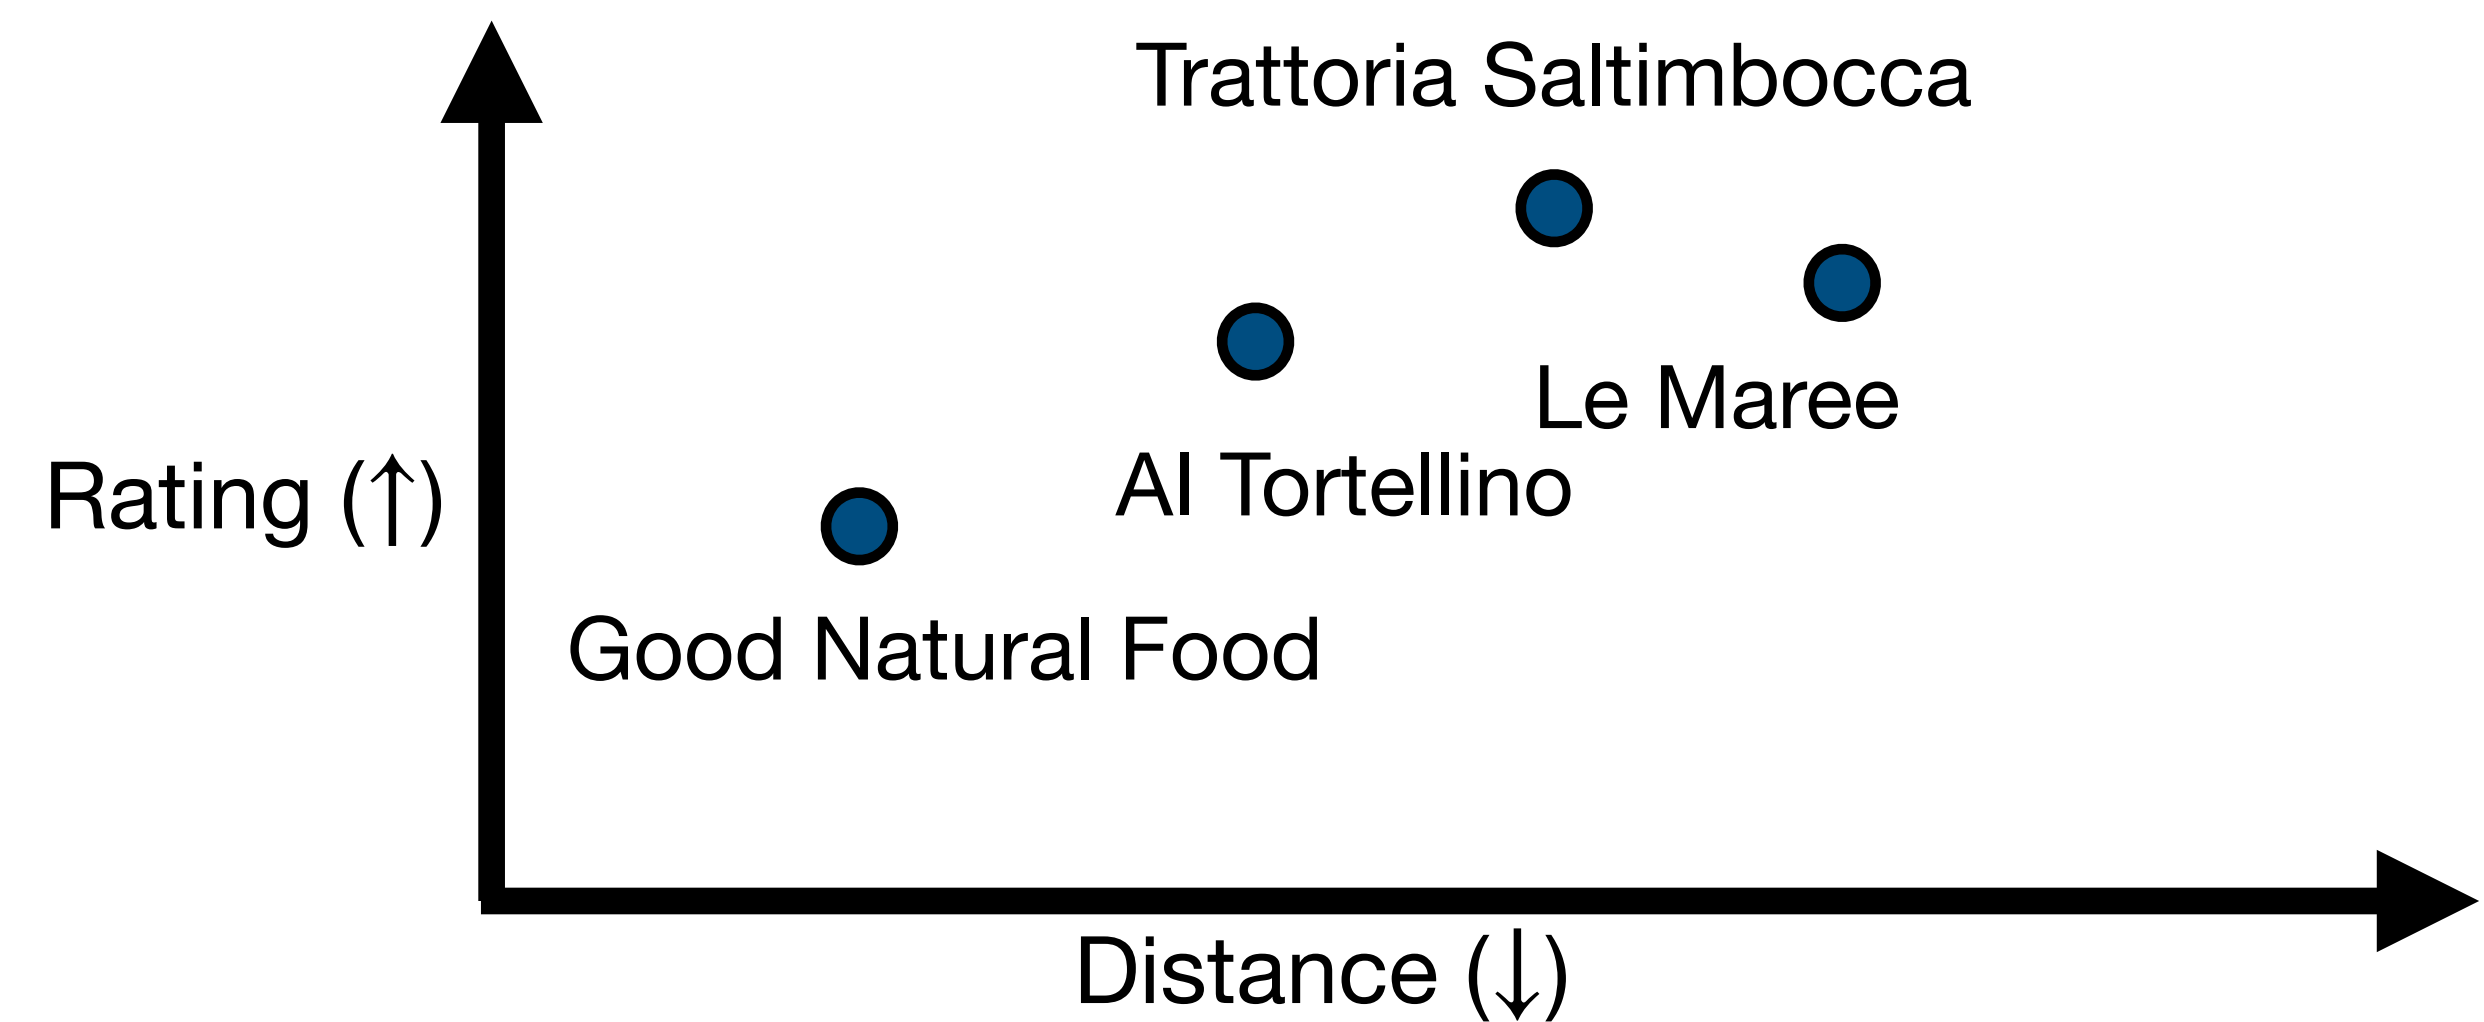 Trattoria Saltimbocca
Le Maree
Al Tortellino
Rating (↑)
Good Natural Food
Distance (↓)